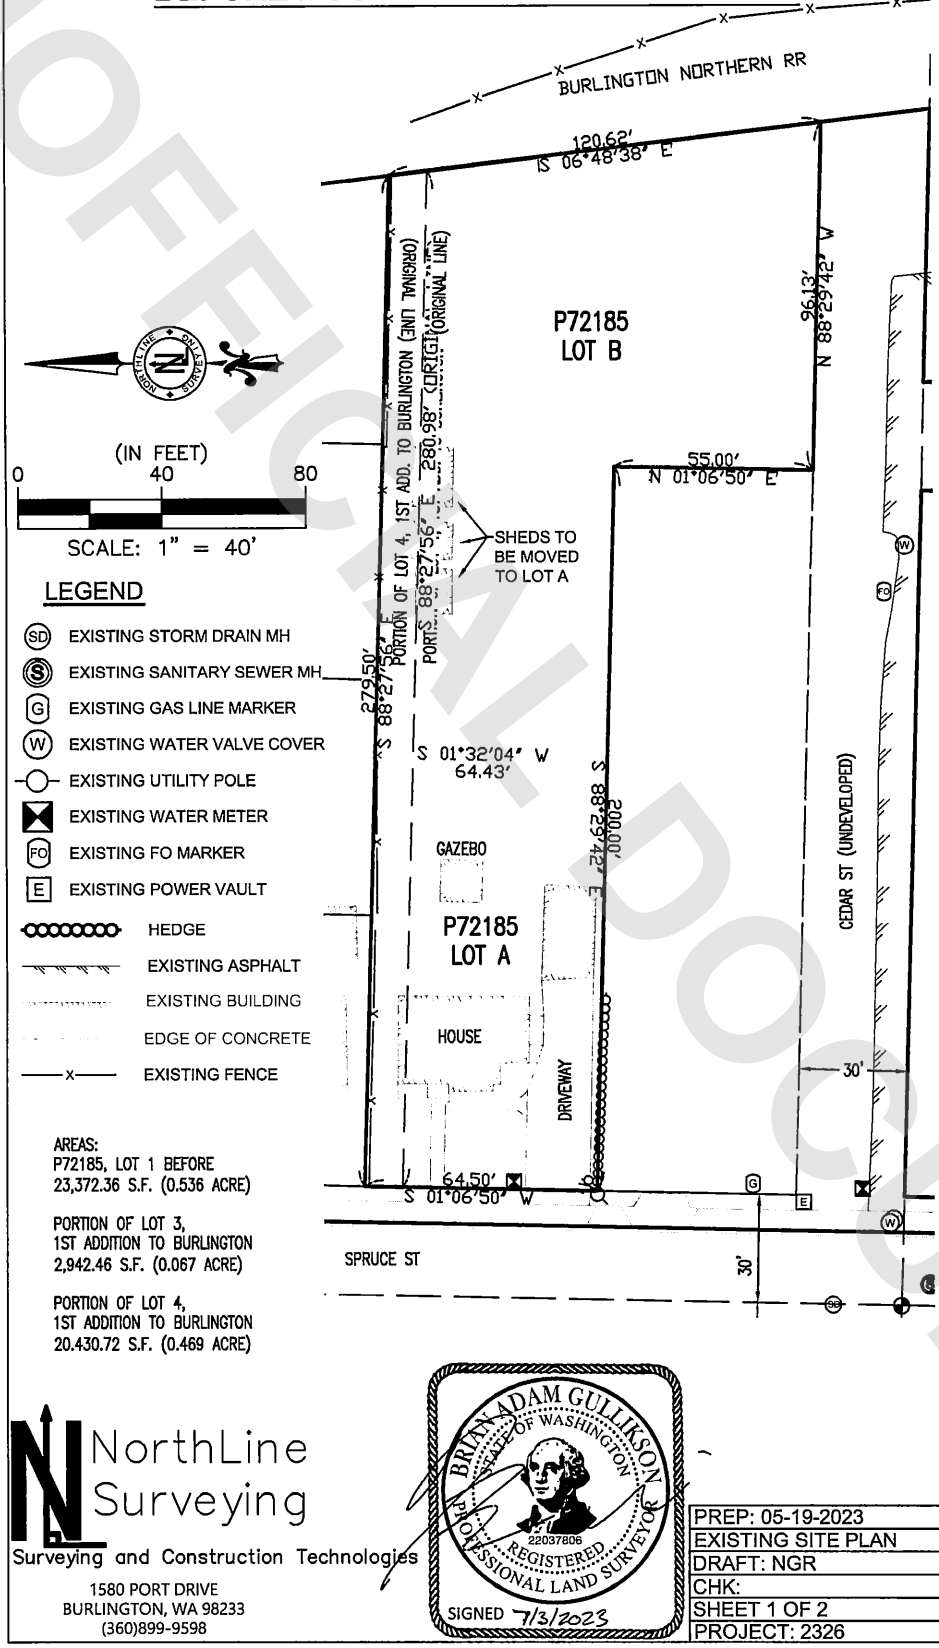 BURLINGTON NORTHERN RR
120.62'
S 06°48'38" E
P72185
LOT B
96.13'
N 88°29'42" W
55.00'
N 01°06'50" E
(ORIGINAL LINE)
PORTION OF LOT 4, 1ST ADD. TO BURLINGTON (ORIGINAL LINE)
S 88°27'56" E 280.98'
279.50'
S 88°27'56" E
SHEDS TO
BE MOVED
TO LOT A
NORTHLINE
SURVEYING
(IN FEET)
0 40 80
SCALE: 1" = 40'
LEGEND
SD EXISTING STORM DRAIN MH
S EXISTING SANITARY SEWER MH
G EXISTING GAS LINE MARKER
W EXISTING WATER VALVE COVER
EXISTING UTILITY POLE
EXISTING WATER METER
FO EXISTING FO MARKER
E EXISTING POWER VAULT
HEDGE
EXISTING ASPHALT
EXISTING BUILDING
EDGE OF CONCRETE
X EXISTING FENCE
S 01°32'04" W
64.43'
S 88°29'42" E
200.00'
GAZEBO
P72185
LOT A
HOUSE
DRIVEWAY
CEDAR ST (UNDEVELOPED)
W
FO
30'
64.50'
S 01°06'50" W
G
E
W
SPRUCE ST
30'
SD
AREAS:
P72185, LOT 1 BEFORE
23,372.36 S.F. (0.536 ACRE)
PORTION OF LOT 3,
1ST ADDITION TO BURLINGTON
2,942.46 S.F. (0.067 ACRE)
PORTION OF LOT 4,
1ST ADDITION TO BURLINGTON
20.430.72 S.F. (0.469 ACRE)
N NorthLine
Surveying
Surveying and Construction Technologies
1580 PORT DRIVE
BURLINGTON, WA 98233
(360)899-9598
BRIAN ADAM GULLIKSON
STATE OF WASHINGTON
22037806
REGISTERED
PROFESSIONAL LAND SURVEYOR
SIGNED 7/3/2023
PREP: 05-19-2023
EXISTING SITE PLAN
DRAFT: NGR
CHK:
SHEET 1 OF 2
PROJECT: 2326